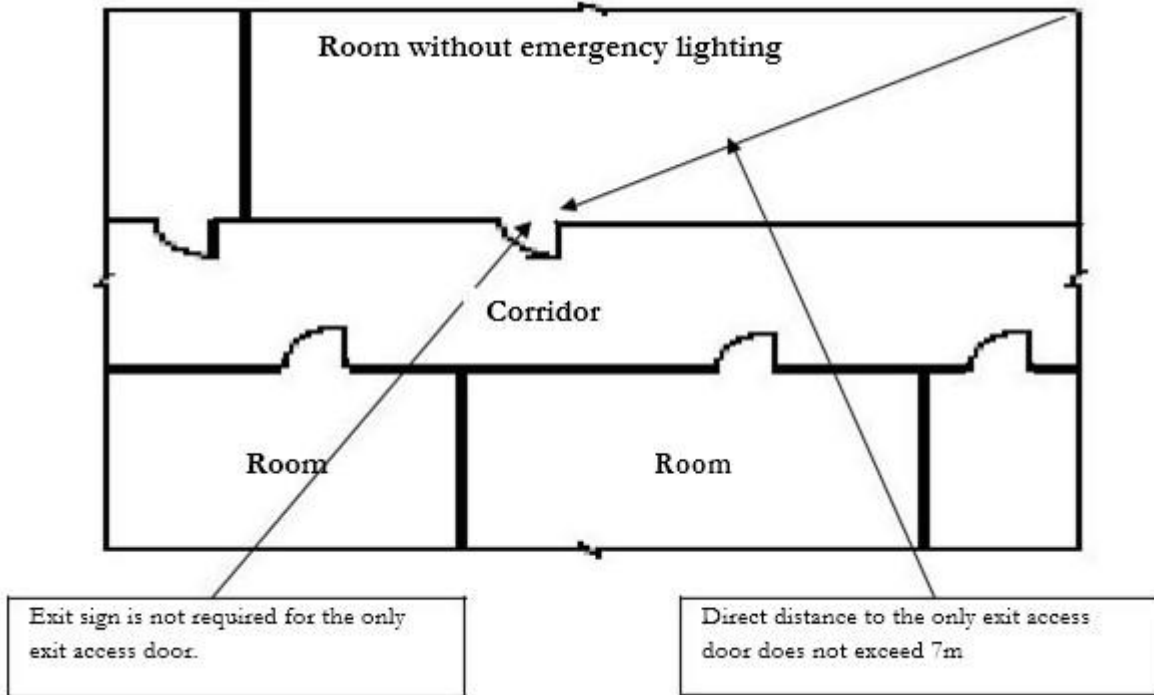 Room without emergency lighting
Corridor
Room
Room
Exit sign is not required for the only
exit access door.
Direct distance to the only exit access
door does not exceed 7m